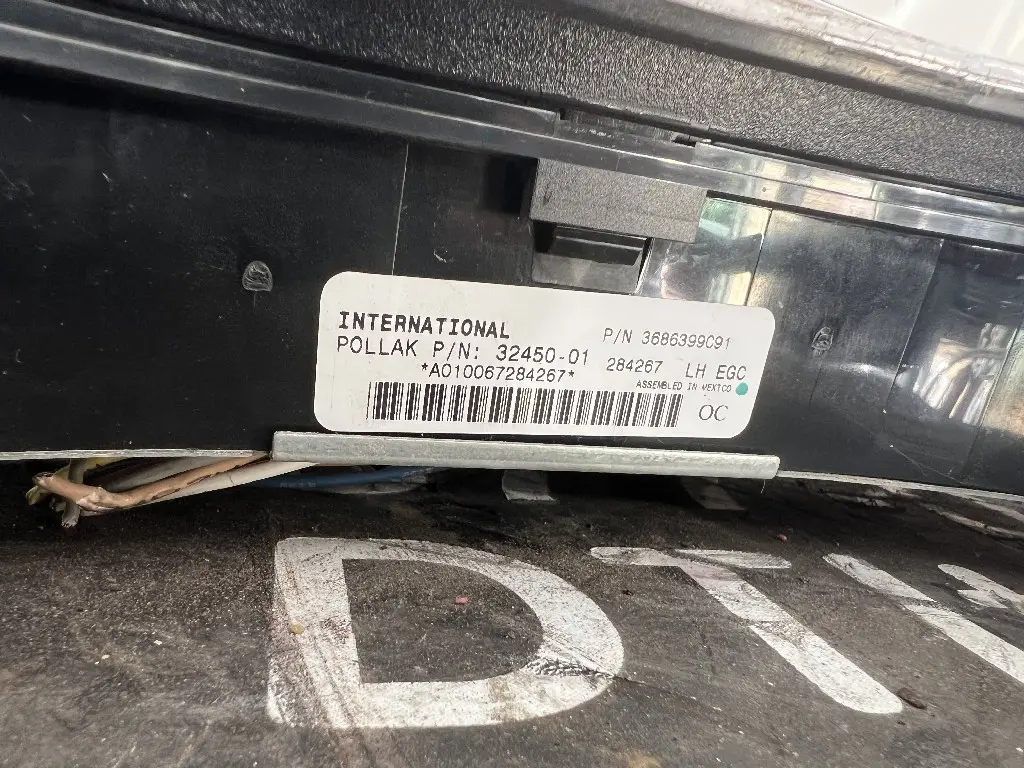 INTERNATIONAL P/N 3686399C91
POLLAK P/N: 32450-01 284267 LH EGC
*A010067284267* ASSEMBLED IN MEXICO
OC